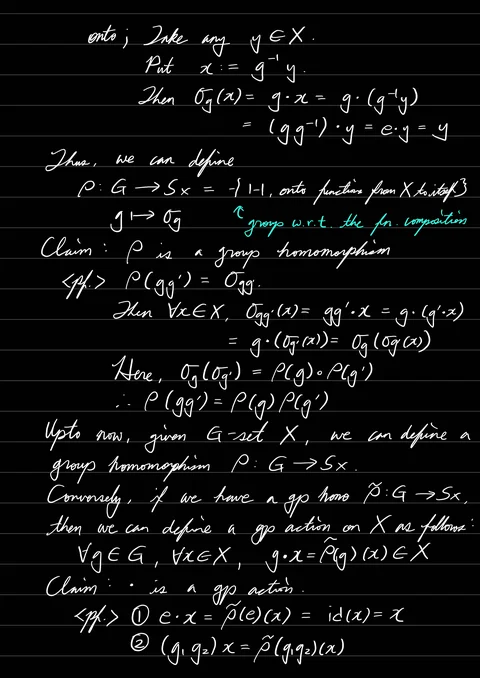 onto ; Take any y ∈ X.
Put x := g⁻¹y.
Then σg(x) = g·x = g·(g⁻¹y)
= (gg⁻¹)·y = e·y = y
Thus, we can define
ρ : G → Sx = { 1-1, onto functions from X to itself}
g ↦ σg ↑ group w.r.t. the fn. composition
Claim : ρ is a group homomorphism
<pf.> ρ(gg') = σgg'
Then ∀x∈X, σgg'(x) = gg'·x = g·(g'·x)
= g·(σg'(x)) = σg(σg'(x))
Here, σg(σg') = ρ(g)∘ρ(g')
∴ ρ(gg') = ρ(g)ρ(g')
Upto now, given G-set X, we can define a
group homomorphism ρ : G → Sx.
Conversely, if we have a gp homo ρ̃ : G → Sx,
then we can define a gp action on X as follows:
∀g∈G, ∀x∈X, g·x = ρ̃(g)(x) ∈ X
Claim : · is a gp action.
<pf.> ① e·x = ρ̃(e)(x) = id(x) = x
② (g₁g₂)x = ρ̃(g₁g₂)(x)